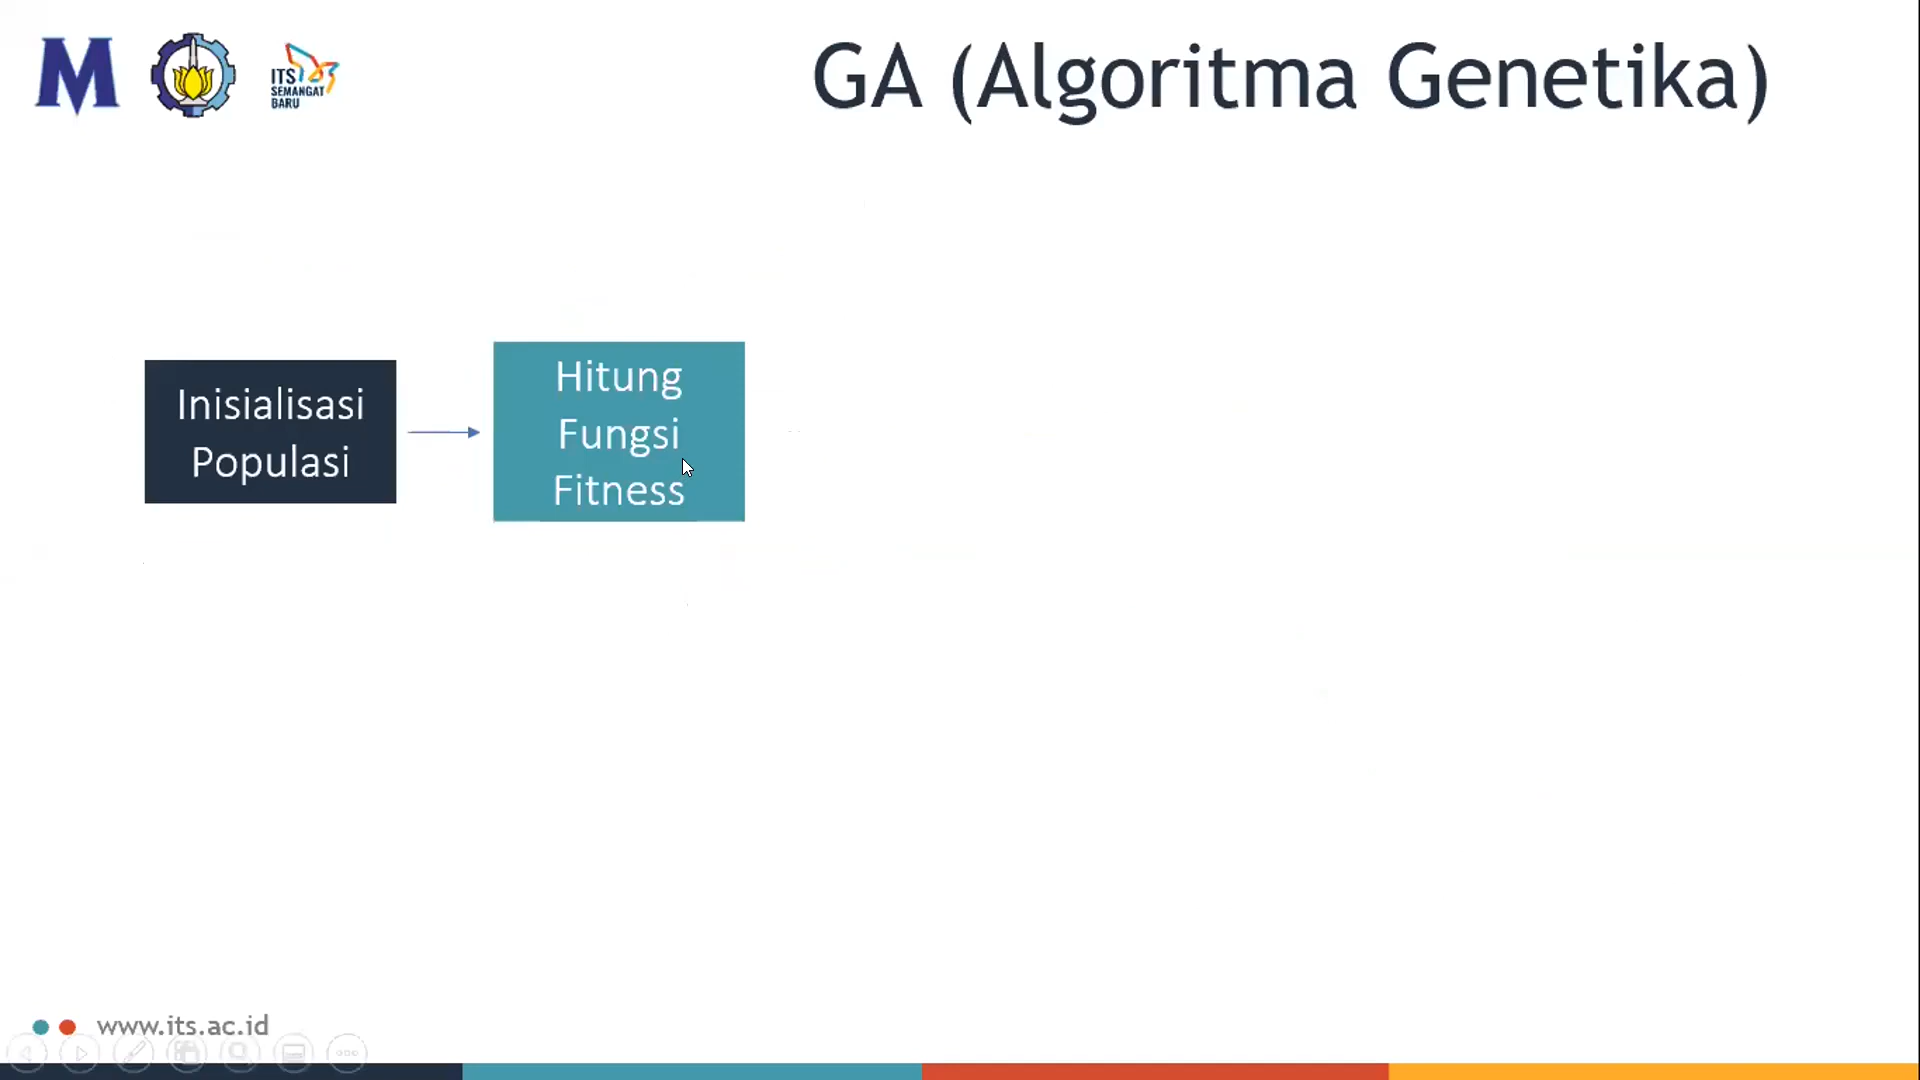 M
ITS
SEMANGAT
BARU
GA (Algoritma Genetika)
Inisialisasi
Populasi
Hitung
Fungsi
Fitness
www.its.ac.id